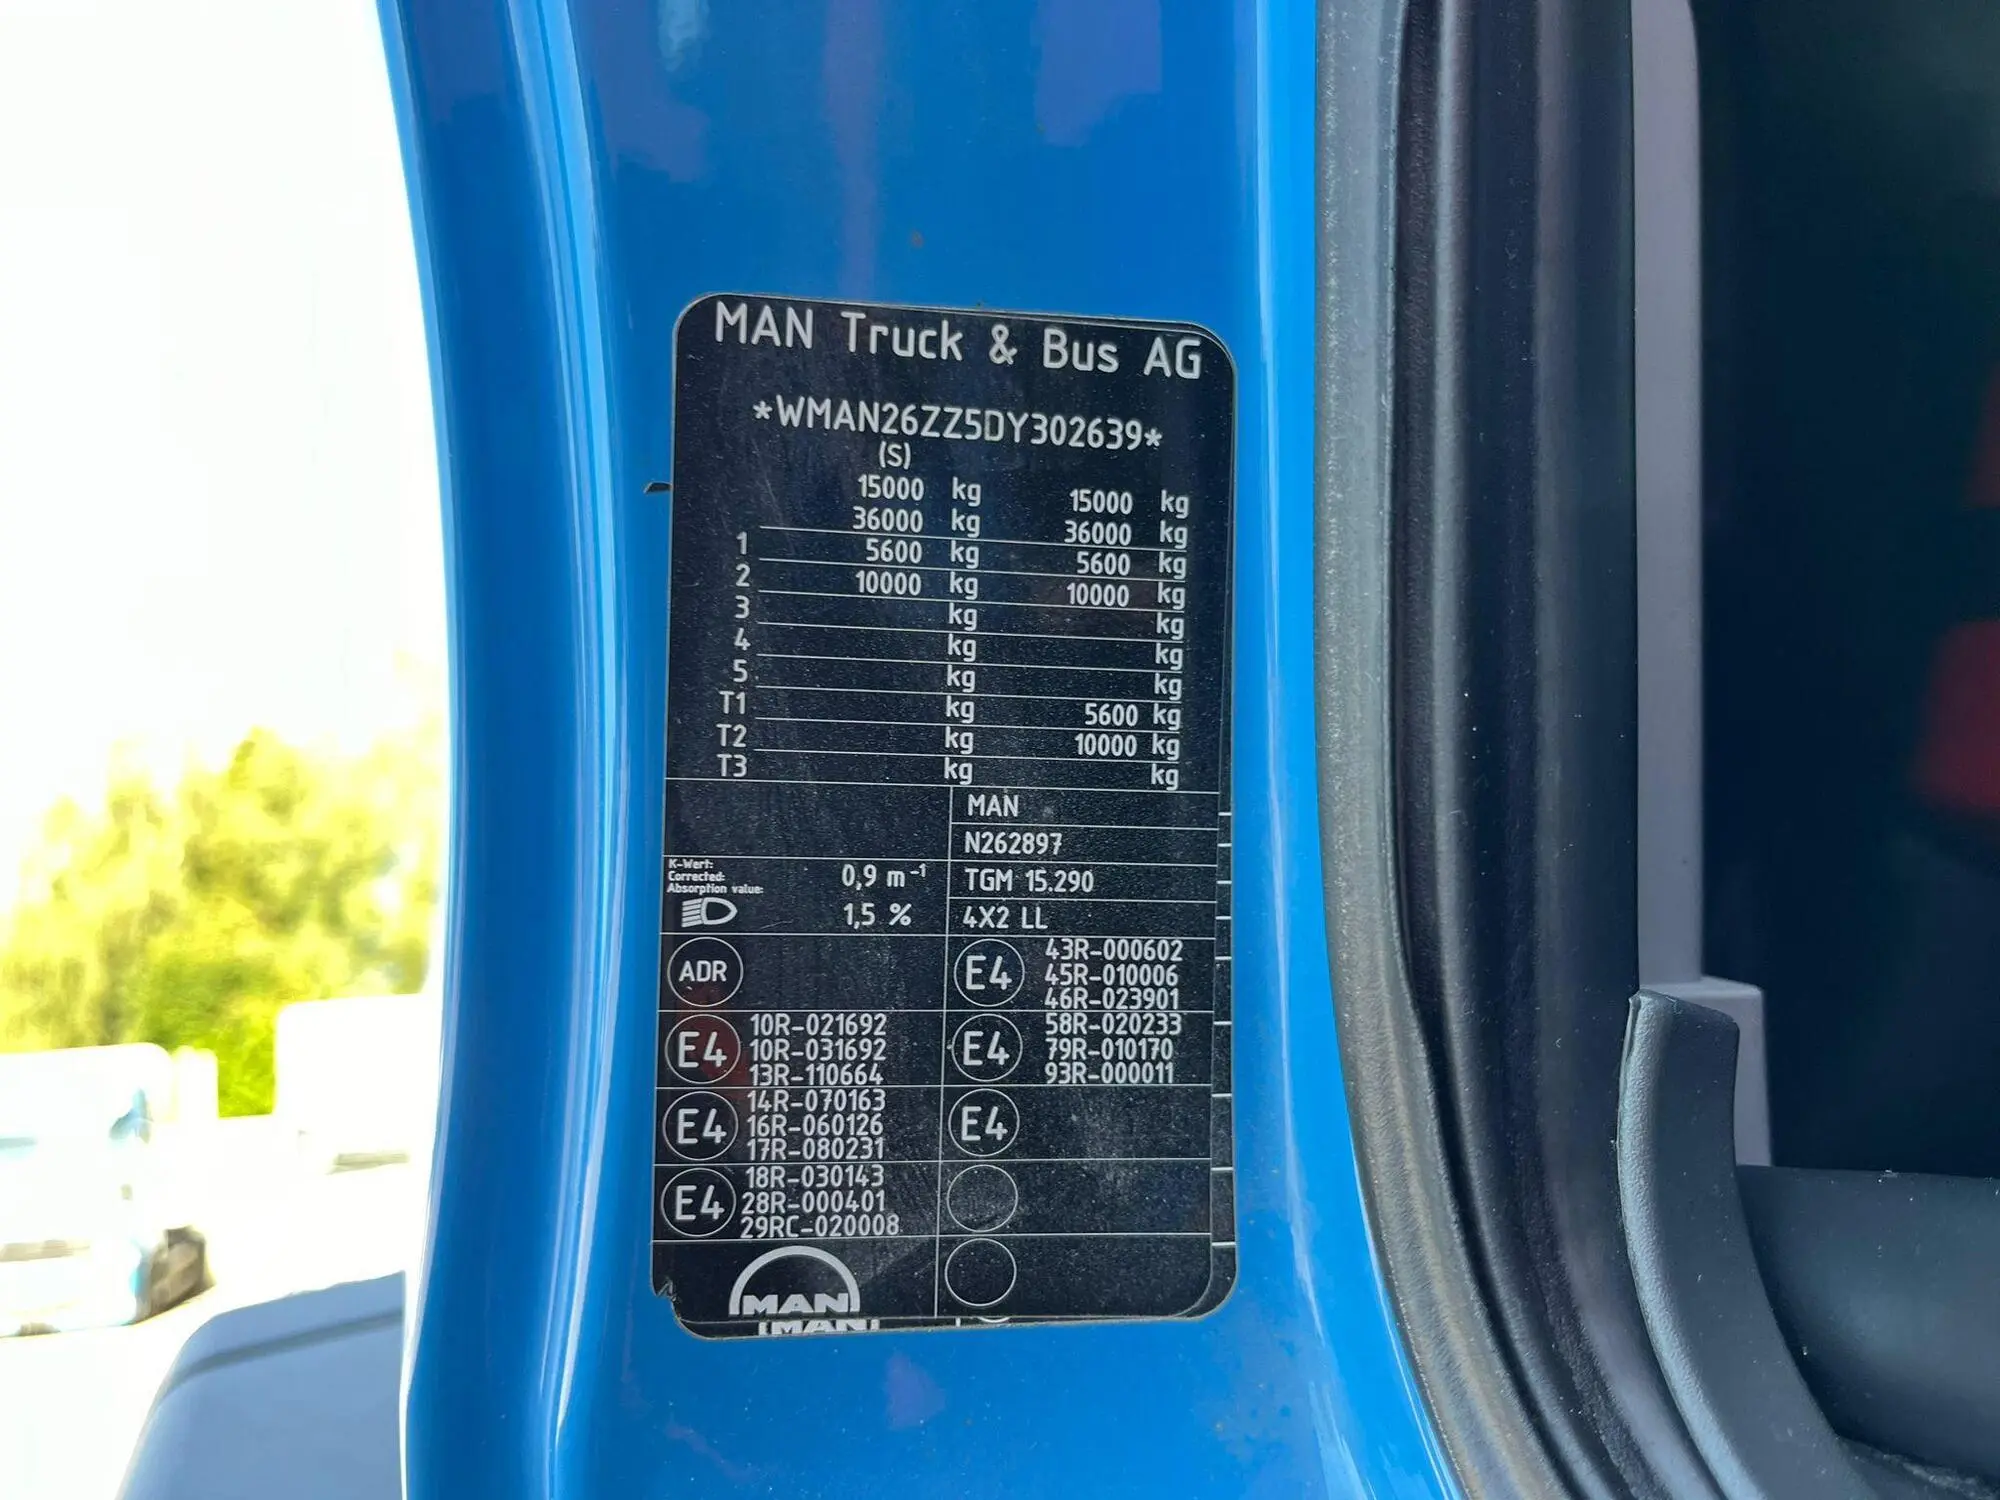 MAN Truck & Bus AG
*WMAN26ZZ5DY302639*
(S)
15000 kg 15000 kg
36000 kg 36000 kg
1 5600 kg 5600 kg
2 10000 kg 10000 kg
3 kg kg
4 kg kg
5 kg kg
T1 kg 5600 kg
T2 kg 10000 kg
T3 kg kg
MAN
N262897
K-Wert:
Corrected:
Absorption value:
0,9 m⁻¹
TGM 15.290
1,5 %
4X2 LL
ADR
E4
43R-000602
45R-010006
46R-023901
E4
10R-021692
10R-031692
13R-110664
E4
58R-020233
79R-010170
93R-000011
E4
14R-070163
16R-060126
17R-080231
E4
E4
18R-030143
28R-000401
29RC-020008
MAN
MAN